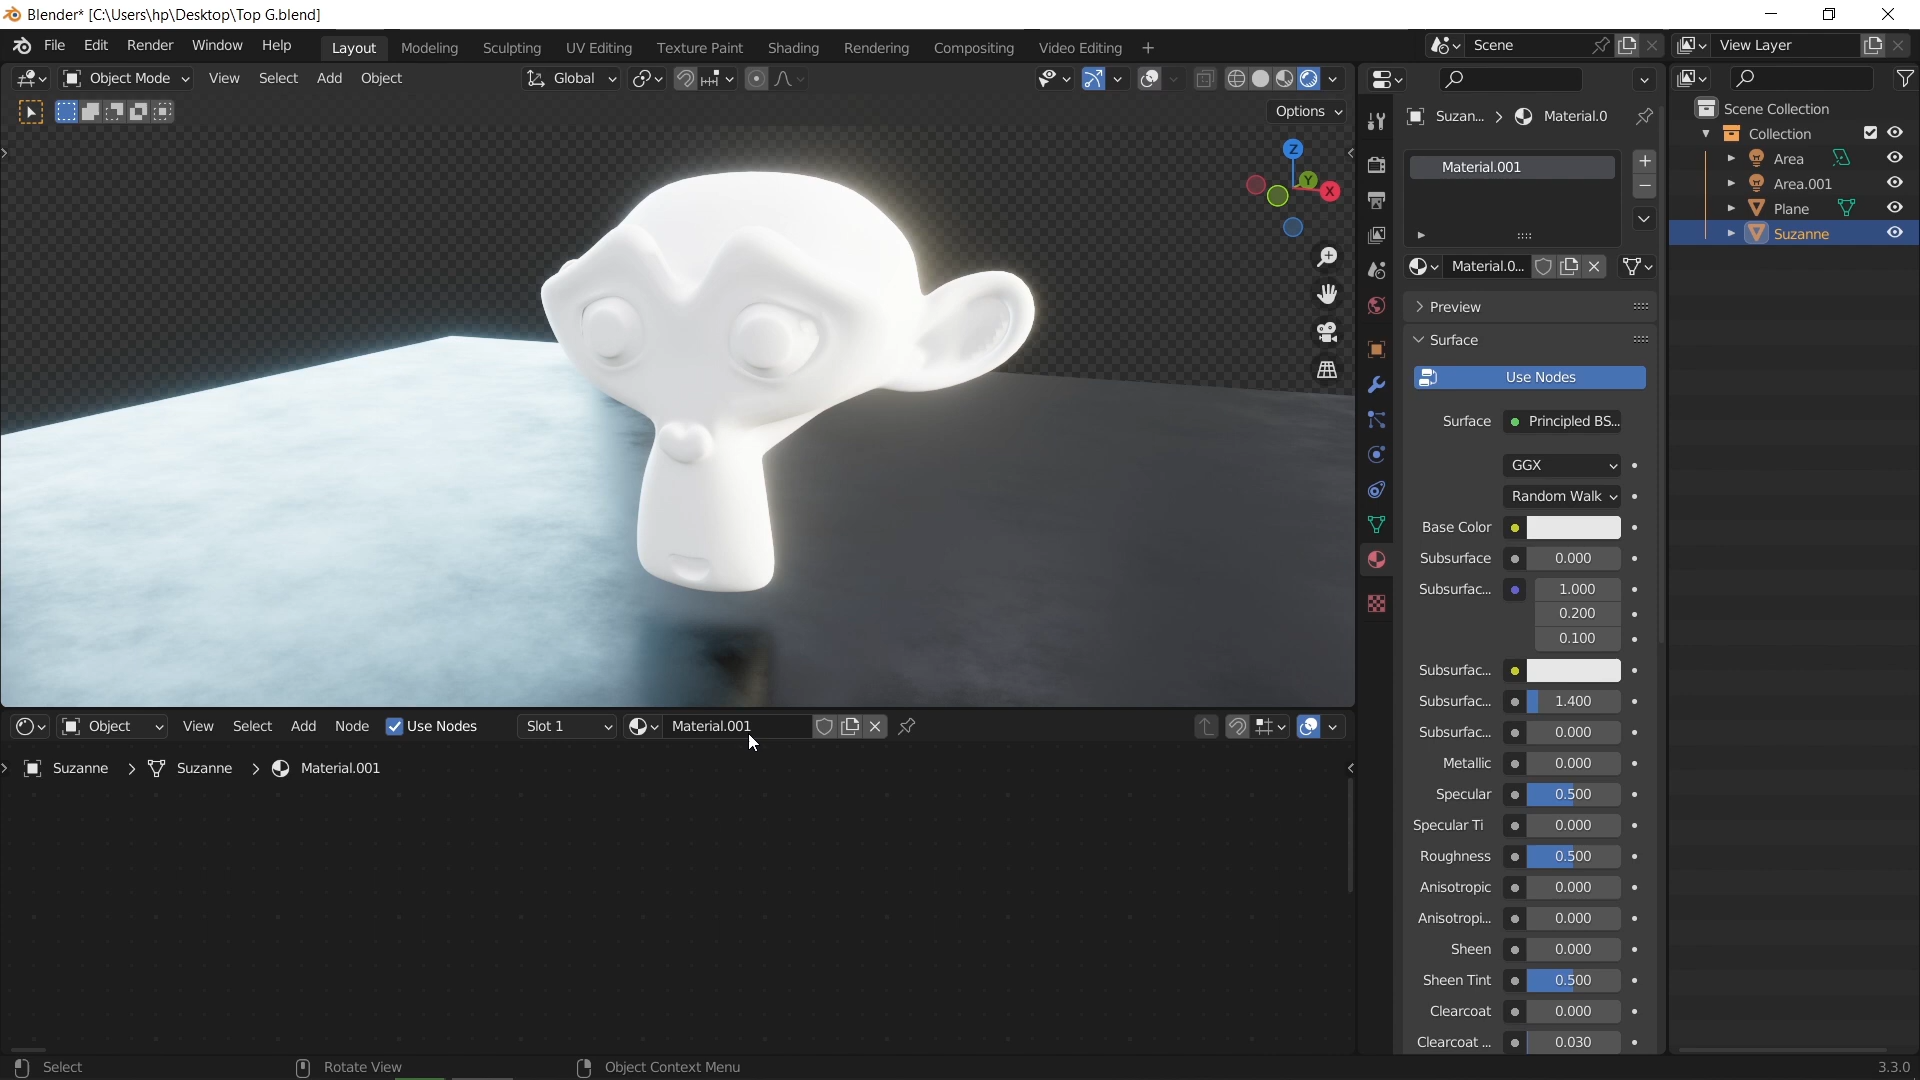 Blender* [C:\Users\hp\Desktop\Top G.blend]
File Edit Render Window Help Layout Modeling Sculpting UV Editing Texture Paint Shading Animation Rendering Compositing Video Editing + Scene View Layer
Object Mode View Select Add Object Global
Options
Z
Y
X
Suzan... > Material.0
Material.001
Material.0...
Preview
Surface
Use Nodes
Surface Principled BS...
GGX
Random Walk
Base Color
Subsurface 0.000
Subsurfac... 1.000
0.200
0.100
Subsurfac...
Subsurfac... 1.400
Subsurfac... 0.000
Metallic 0.000
Specular 0.500
Specular Ti 0.000
Roughness 0.500
Anisotropic 0.000
Anisotropi... 0.000
Sheen 0.000
Sheen Tint 0.500
Clearcoat 0.000
Clearcoat ... 0.030
Scene Collection
Collection
Area
Area.001
Plane
Suzanne
Object View Select Add Node Use Nodes Slot 1 Material.001
Suzanne > Suzanne > Material.001
Select Rotate View Object Context Menu 3.3.0